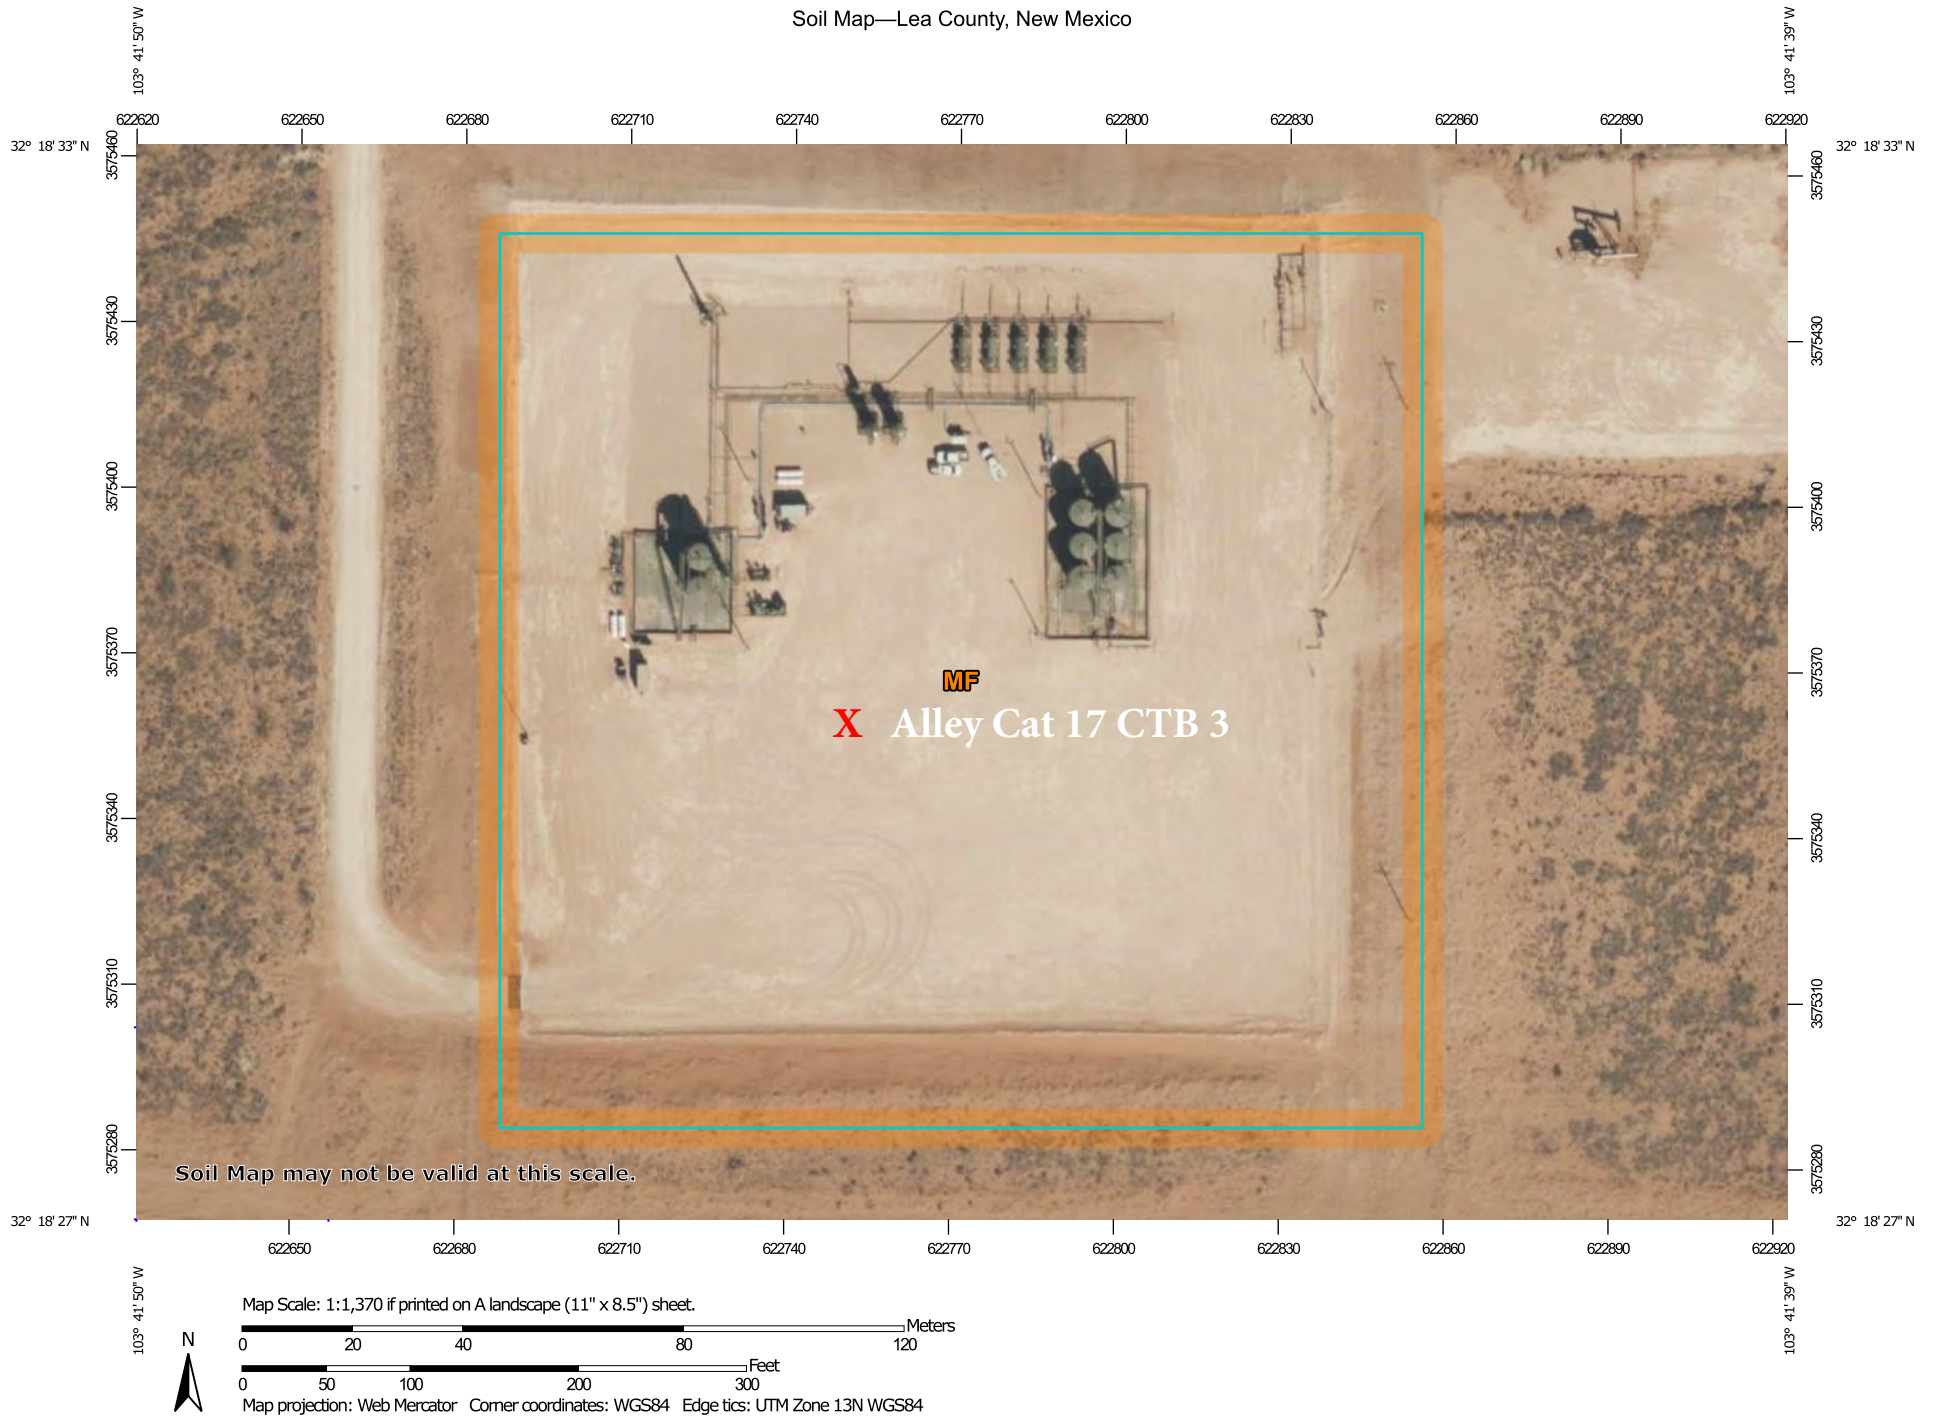 Soil Map—Lea County, New Mexico
103° 41' 50'' W
103° 41' 39'' W
622620 622650 622680 622710 622740 622770 622800 622830 622860 622890 622920
32° 18' 33'' N
32° 18' 33'' N
3575460
3575460
3575430
3575430
3575400
3575400
3575370
3575370
MF
X Alley Cat 17 CTB 3
3575340
3575340
3575310
3575310
3575280
3575280
Soil Map may not be valid at this scale.
32° 18' 27'' N
32° 18' 27'' N
622650 622680 622710 622740 622770 622800 622830 622860 622890 622920
103° 41' 50'' W
103° 41' 39'' W
Map Scale: 1:1,370 if printed on A landscape (11" x 8.5") sheet.
Meters
0 20 40 80 120
N
Feet
0 50 100 200 300
Map projection: Web Mercator Corner coordinates: WGS84 Edge tics: UTM Zone 13N WGS84